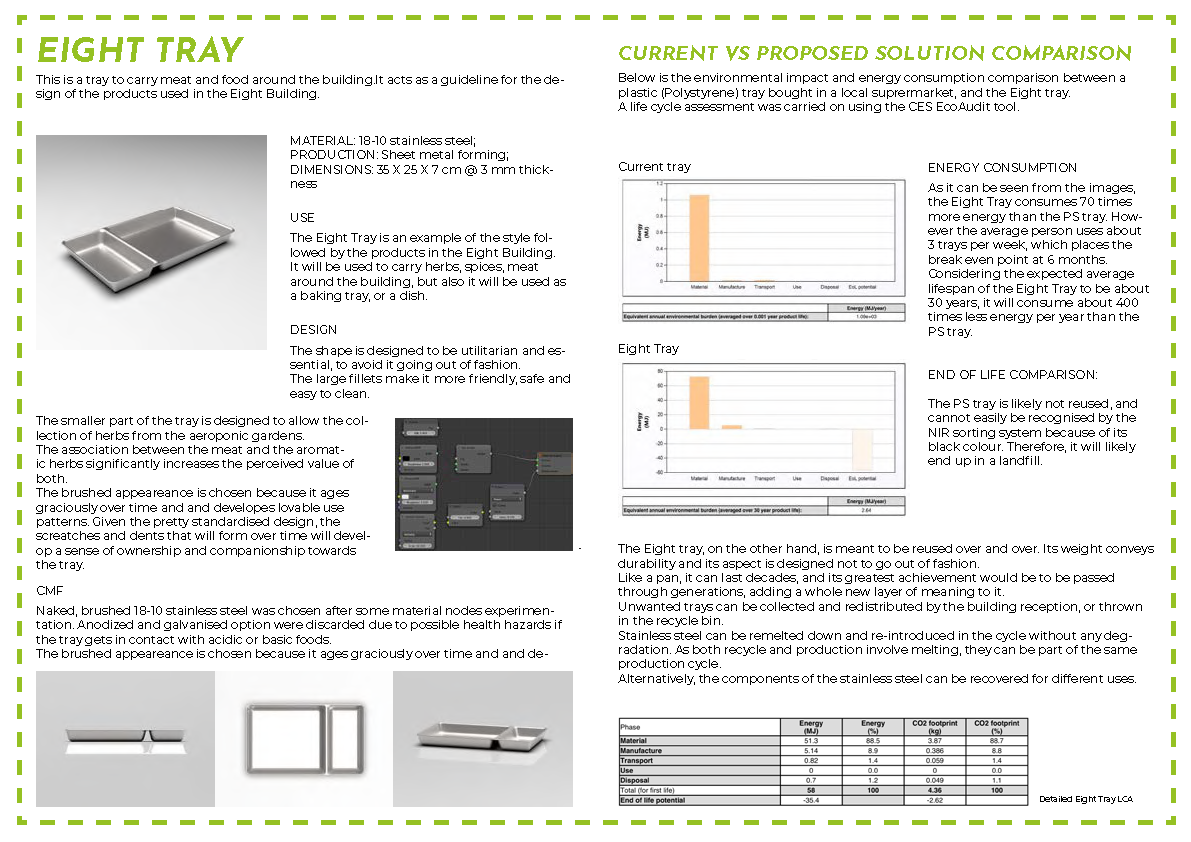 EIGHT TRAY
This is a tray to carry meat and food around the building.It acts as a guideline for the de-
sign of the products used in the Eight Building.
MATERIAL: 18-10 stainless steel;
PRODUCTION: Sheet metal forming;
DIMENSIONS: 35 X 25 X 7 cm @ 3 mm thick-
ness
USE
The Eight Tray is an example of the style fol-
lowed by the products in the Eight Building.
It will be used to carry herbs, spices, meat
around the building, but also it will be used as
a baking tray, or a dish.
DESIGN
The shape is designed to be utilitarian and es-
sential, to avoid it going out of fashion.
The large fillets make it more friendly, safe and
easy to clean.
The smaller part of the tray is designed to allow the col-
lection of herbs from the aeroponic gardens.
The association between the meat and the aromat-
ic herbs significantly increases the perceived value of
both.
The brushed appeareance is chosen because it ages
graciously over time and and developes lovable use
patterns. Given the pretty standardised design, the
screatches and dents that will form over time will devel-
op a sense of ownership and companionship towards
the tray.
CMF
Naked, brushed 18-10 stainless steel was chosen after some material nodes experimen-
tation. Anodized and galvanised option were discarded due to possible health hazards if
the tray gets in contact with acidic or basic foods.
The brushed appeareance is chosen because it ages graciously over time and and de-
CURRENT VS PROPOSED SOLUTION COMPARISON
Below is the environmental impact and energy consumption comparison between a
plastic (Polystyrene) tray bought in a local suprermarket, and the Eight tray.
A life cycle assessment was carried on using the CES EcoAudit tool.
Current tray
Energy (MJ)
1.2
1
0.8
0.6
0.4
0.2
0
Material Manufacture Transport Use Disposal EoL potential
Energy (MJ/year)
Equivalent annual environmental burden (averaged over 0.001 year product life): 1.09e+03
Eight Tray
Energy (MJ)
80
60
40
20
0
-20
-40
-60
Material Manufacture Transport Use Disposal EoL potential
Energy (MJ/year)
Equivalent annual environmental burden (averaged over 30 year product life): 2.64
ENERGY CONSUMPTION
As it can be seen from the images,
the Eight Tray consumes 70 times
more energy than the PS tray. How-
ever the average person uses about
3 trays per week, which places the
break even point at 6 months.
Considering the expected average
lifespan of the Eight Tray to be about
30 years, it will consume about 400
times less energy per year than the
PS tray.
END OF LIFE COMPARISON:
The PS tray is likely not reused, and
cannot easily be recognised by the
NIR sorting system because of its
black colour. Therefore, it will likely
end up in a landfill.
The Eight tray, on the other hand, is meant to be reused over and over. Its weight conveys
durability and its aspect is designed not to go out of fashion.
Like a pan, it can last decades, and its greatest achievement would be to be passed
through generations, adding a whole new layer of meaning to it.
Unwanted trays can be collected and redistributed by the building reception, or thrown
in the recycle bin.
Stainless steel can be remelted down and re-introduced in the cycle without any deg-
radation. As both recycle and production involve melting, they can be part of the same
production cycle.
Alternatively, the components of the stainless steel can be recovered for different uses.
Phase Energy (MJ) Energy (%) CO2 footprint (kg) CO2 footprint (%)
Material 51.3 88.5 3.87 88.7
Manufacture 5.14 8.9 0.386 8.8
Transport 0.82 1.4 0.059 1.4
Use 0 0.0 0 0.0
Disposal 0.7 1.2 0.049 1.1
Total (for first life) 58 100 4.36 100
End of life potential -35.4 -2.62
Detailed Eight Tray LCA